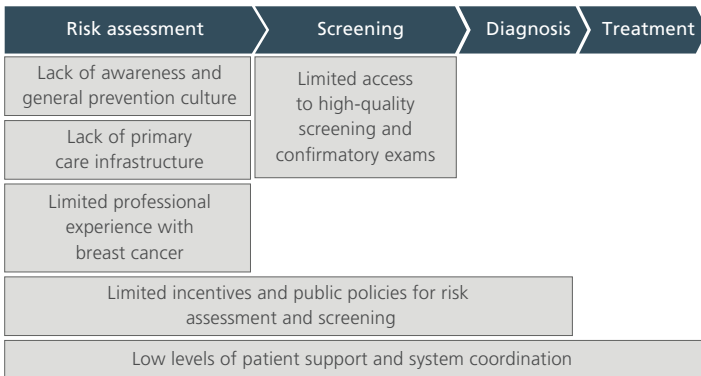 Risk assessment
Screening
Diagnosis
Treatment
Lack of awareness and
general prevention culture
Limited access
to high-quality
screening and
confirmatory exams
Lack of primary
care infrastructure
Limited professional
experience with
breast cancer
Limited incentives and public policies for risk
assessment and screening
Low levels of patient support and system coordination